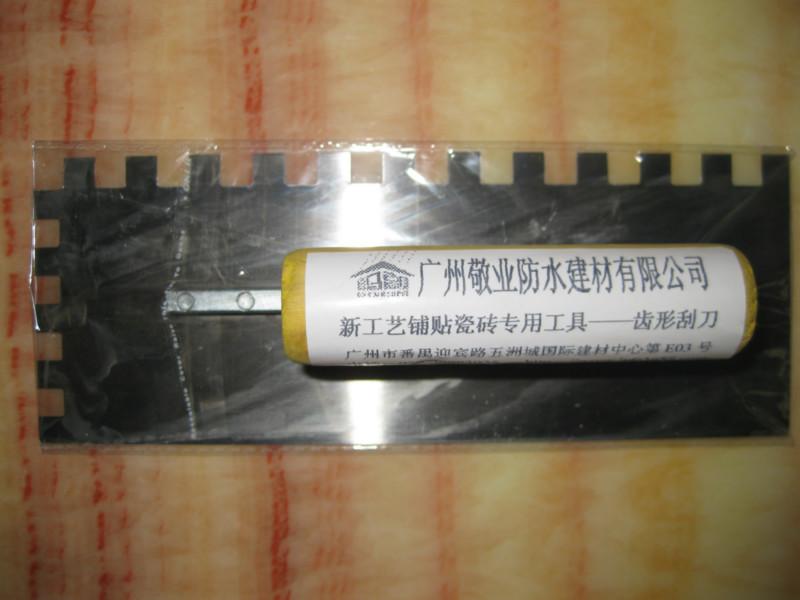 广州敬业防水建材有限公司
新工艺铺贴瓷砖专用工具——齿形刮刀
广州市番禺迎宾路五洲城国际建材中心第E03号